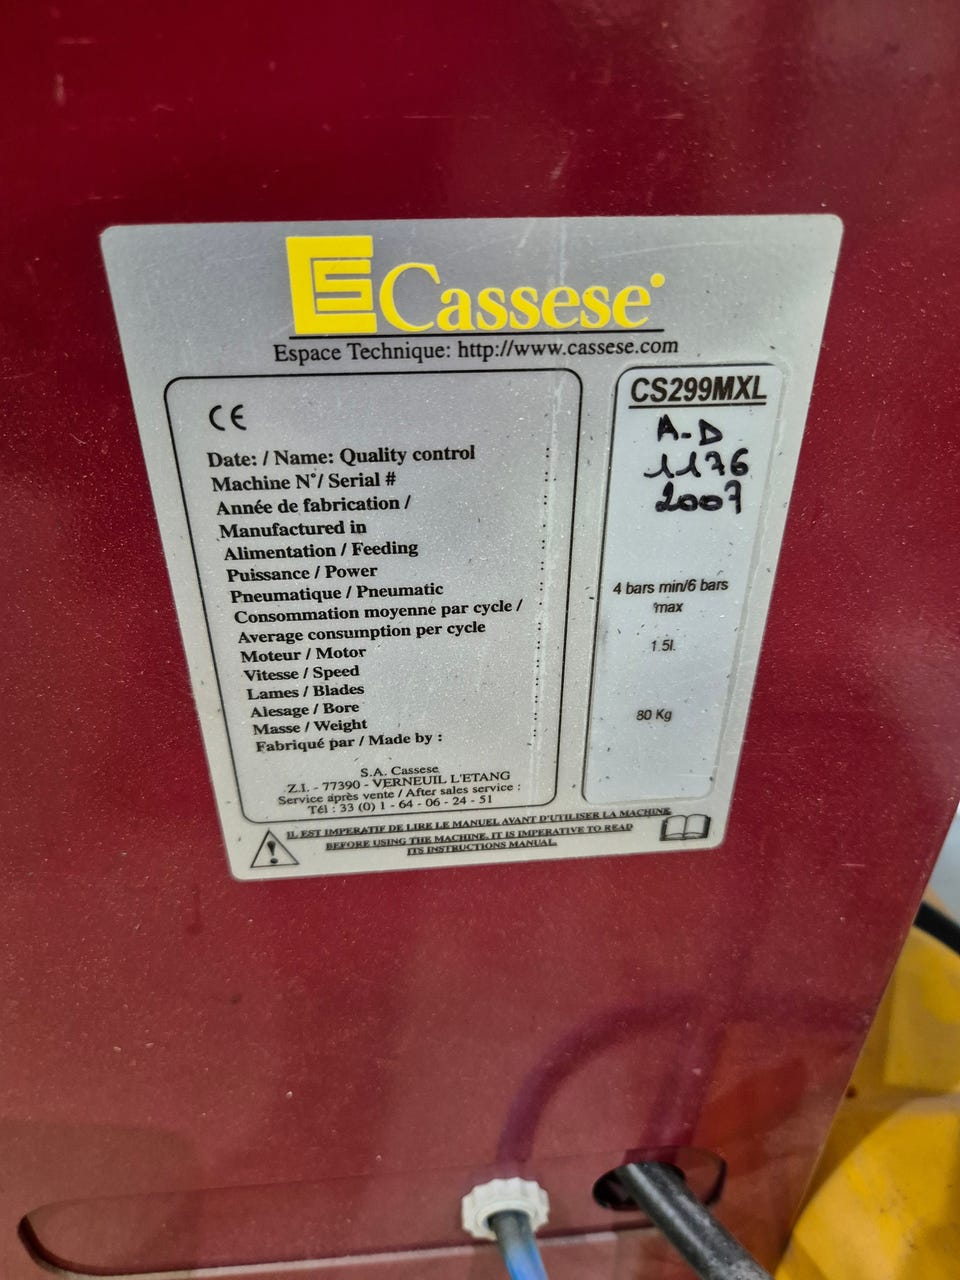 CS Cassese
Espace Technique: http://www.cassese.com
CE
Date: / Name: Quality control :
Machine N°/ Serial # :
Année de fabrication / :
Manufactured in
Alimentation / Feeding :
Puissance / Power :
Pneumatique / Pneumatic :
Consommation moyenne par cycle / :
Average consumption per cycle
Moteur / Motor :
Vitesse / Speed :
Lames / Blades :
Alesage / Bore :
Masse / Weight :
Fabriqué par / Made by :
S.A. Cassese
Z.I. - 77390 - VERNEUIL L'ETANG
Service après vente / After sales service :
Tél : 33 (0) 1 - 64 - 06 - 24 - 51
CS299MXL
A-D
1176
2007
4 bars min/6 bars
max
1.5l.
80 Kg
IL EST IMPERATIF DE LIRE LE MANUEL AVANT D'UTILISER LA MACHINE
BEFORE USING THE MACHINE, IT IS IMPERATIVE TO READ
ITS INSTRUCTIONS MANUAL.